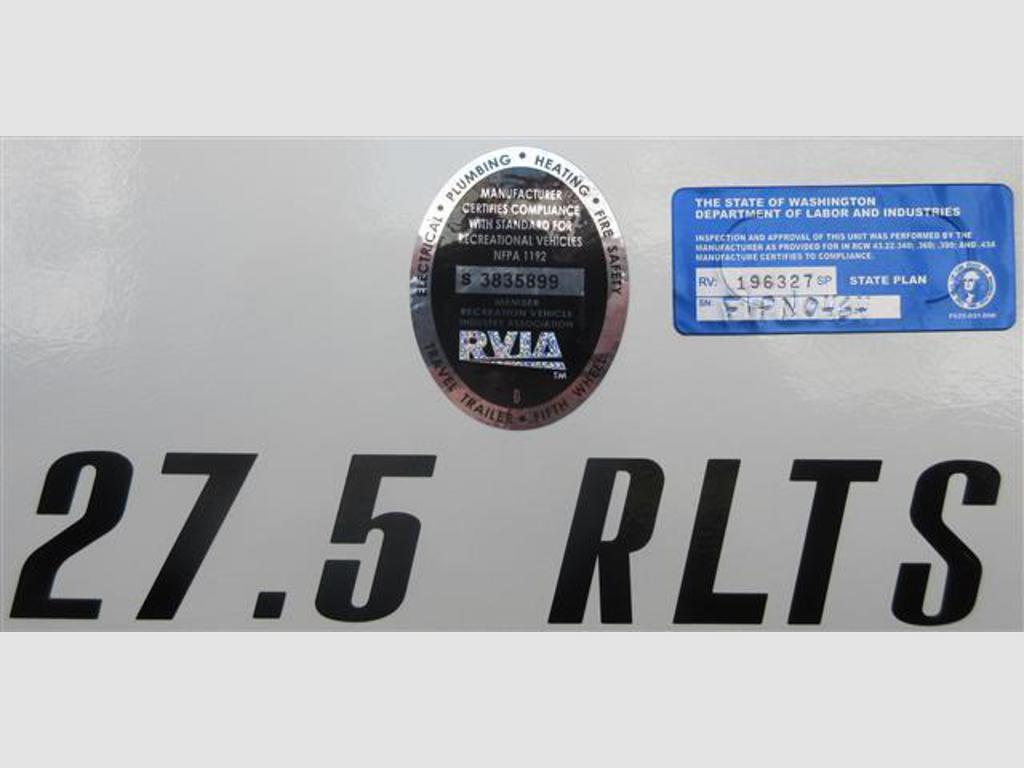 ELECTRICAL • PLUMBING • HEATING • FIRE SAFETY
MANUFACTURER
CERTIFIES COMPLIANCE
WITH STANDARD FOR
RECREATIONAL VEHICLES
NFPA 1192
S 3835899
MEMBER
RECREATION VEHICLE
INDUSTRY ASSOCIATION
RVIA
TM
TRAVEL TRAILER • FIFTH WHEEL
THE STATE OF WASHINGTON
DEPARTMENT OF LABOR AND INDUSTRIES
INSPECTION AND APPROVAL OF THIS UNIT WAS PERFORMED BY THE
MANUFACTURER AS PROVIDED FOR IN RCW 43.22.340; .360; .390; AND .434
MANUFACTURE CERTIFIES TO COMPLIANCE.
RV: 196327 SP STATE PLAN
SN:
27.5 RLTS